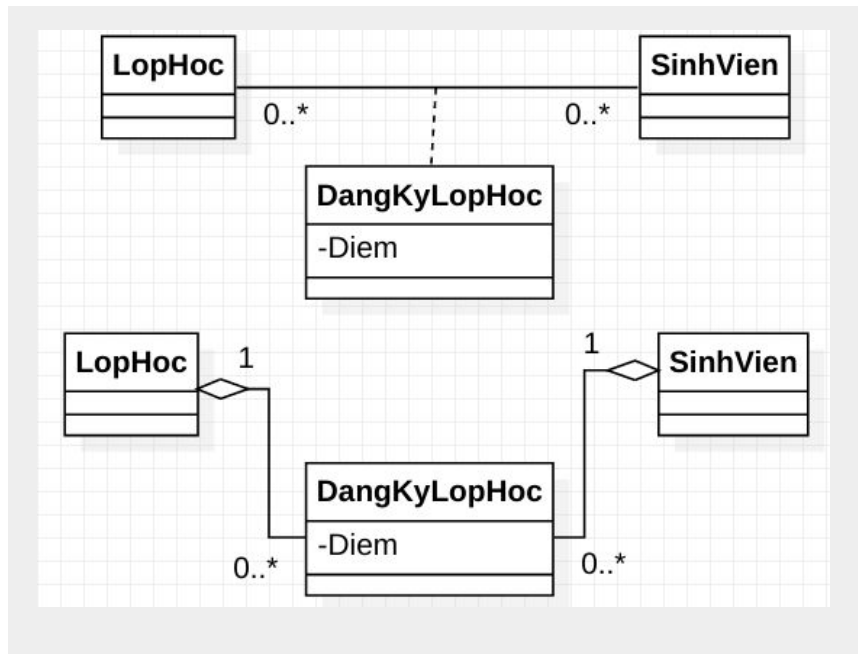 LopHoc
SinhVien
0..*
0..*
DangKyLopHoc
-Diem
LopHoc
1
1
SinhVien
DangKyLopHoc
-Diem
0..*
0..*